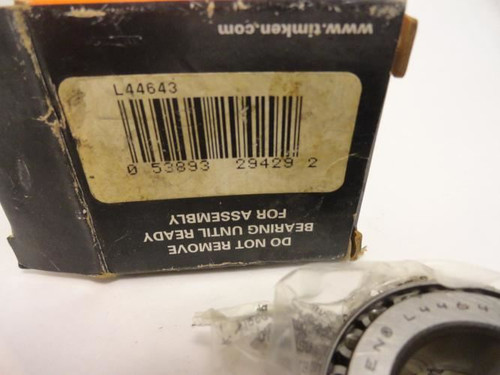 www.timken.com
L44643
0 53893 29429 2
DO NOT REMOVE
BEARING UNTIL READY
FOR ASSEMBLY